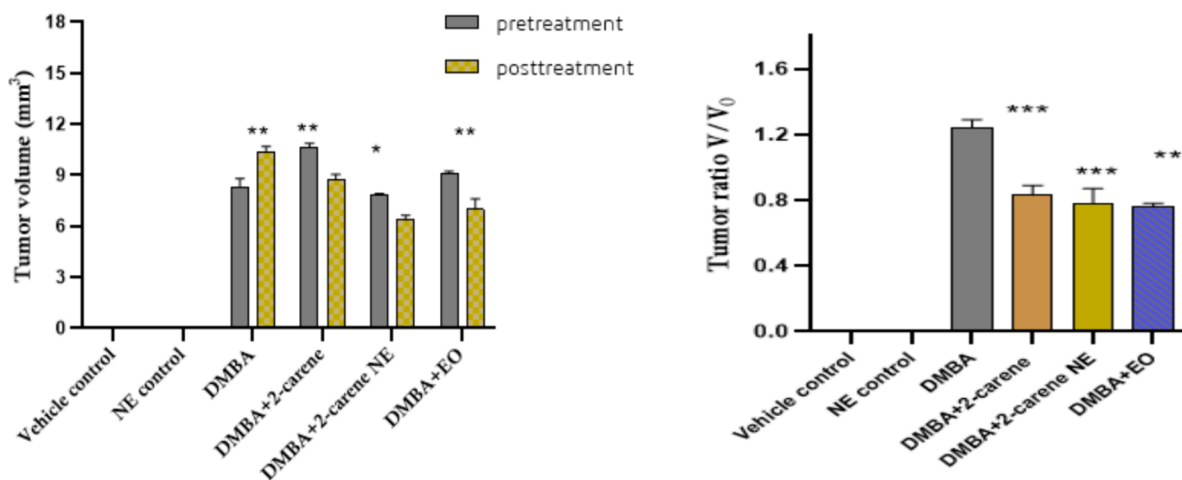 Tumor volume (mm³)
18
15
12
9
6
3
0
pretreatment
posttreatment
**
**
*
**
Vehicle control
NE control
DMBA
DMBA+2-carene
DMBA+2-carene NE
DMBA+EO
Tumor ratio V/V₀
1.6
1.2
0.8
0.4
0.0
***
***
**
Vehicle control
NE control
DMBA
DMBA+2-carene
DMBA+2-carene NE
DMBA+EO